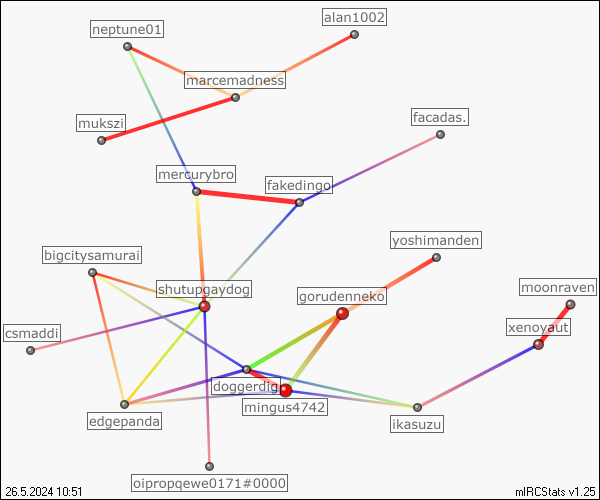 alan1002
neptune01
marcemadness
mukszi
facadas.
mercurybro
fakedingo
yoshimanden
bigcitysamurai
shutupgaydog
gorudenneko
moonraven
xenoyaut
csmaddi
doggerdig
mingus4742
edgepanda
ikasuzu
oipropqewe0171#0000
26.5.2024 10:51
mIRCStats v1.25